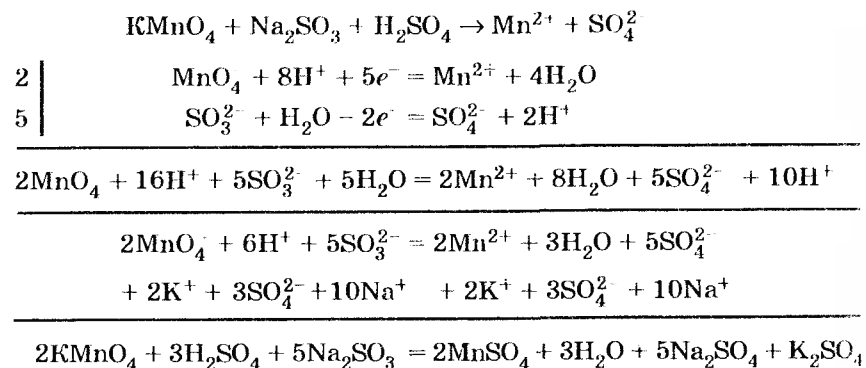 KMnO₄ + Na₂SO₃ + H₂SO₄ → Mn²⁺ + SO₄²⁻
2 | MnO₄ + 8H⁺ + 5e⁻ = Mn²⁺ + 4H₂O
5 | SO₃²⁻ + H₂O − 2e⁻ = SO₄²⁻ + 2H⁺
2MnO₄ + 16H⁺ + 5SO₃²⁻ + 5H₂O = 2Mn²⁺ + 8H₂O + 5SO₄²⁻ + 10H⁺
2MnO₄⁻ + 6H⁺ + 5SO₃²⁻ = 2Mn²⁺ + 3H₂O + 5SO₄²⁻
+ 2K⁺ + 3SO₄²⁻ + 10Na⁺ + 2K⁺ + 3SO₄²⁻ + 10Na⁺
2KMnO₄ + 3H₂SO₄ + 5Na₂SO₃ = 2MnSO₄ + 3H₂O + 5Na₂SO₄ + K₂SO₄